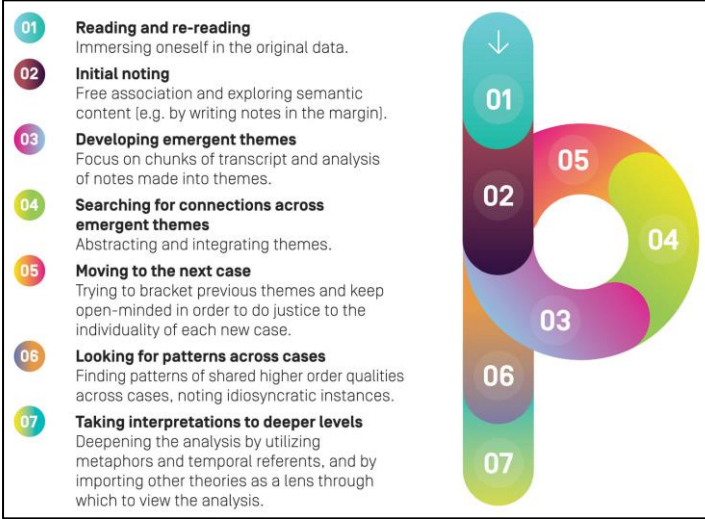 01
Reading and re-reading
Immersing oneself in the original data.
02
Initial noting
Free association and exploring semantic
content (e.g. by writing notes in the margin).
03
Developing emergent themes
Focus on chunks of transcript and analysis
of notes made into themes.
04
Searching for connections across
emergent themes
Abstracting and integrating themes.
05
Moving to the next case
Trying to bracket previous themes and keep
open-minded in order to do justice to the
individuality of each new case.
06
Looking for patterns across cases
Finding patterns of shared higher order qualities
across cases, noting idiosyncratic instances.
07
Taking interpretations to deeper levels
Deepening the analysis by utilizing
metaphors and temporal referents, and by
importing other theories as a lens through
which to view the analysis.
01
02
03
04
05
06
07